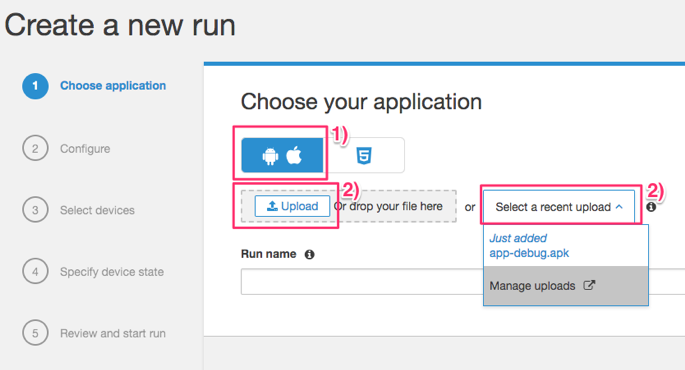 Create a new run
1 Choose application
2 Configure
3 Select devices
4 Specify device state
5 Review and start run
Choose your application
1)
5
2) 2)
Upload Or drop your file here or Select a recent upload
Just added
app-debug.apk
Manage uploads
Run name